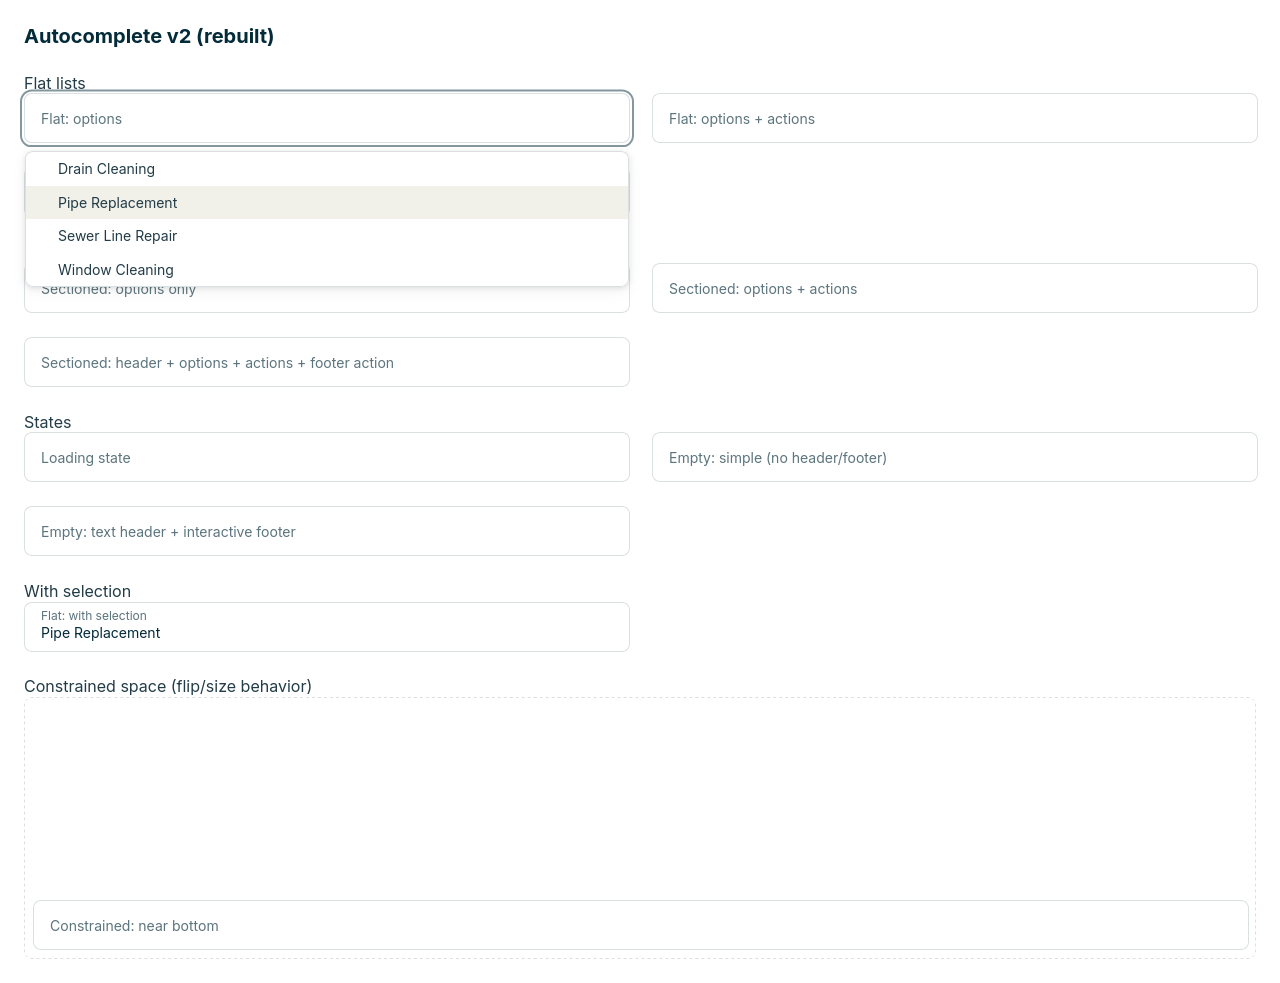 Autocomplete v2 (rebuilt)
Flat lists
Flat: options
Flat: options + actions
Drain Cleaning
Pipe Replacement
Sewer Line Repair
Window Cleaning
Sectioned: options only
Sectioned: options + actions
Sectioned: header + options + actions + footer action
States
Loading state
Empty: simple (no header/footer)
Empty: text header + interactive footer
With selection
Flat: with selection
Pipe Replacement
Constrained space (flip/size behavior)
Constrained: near bottom